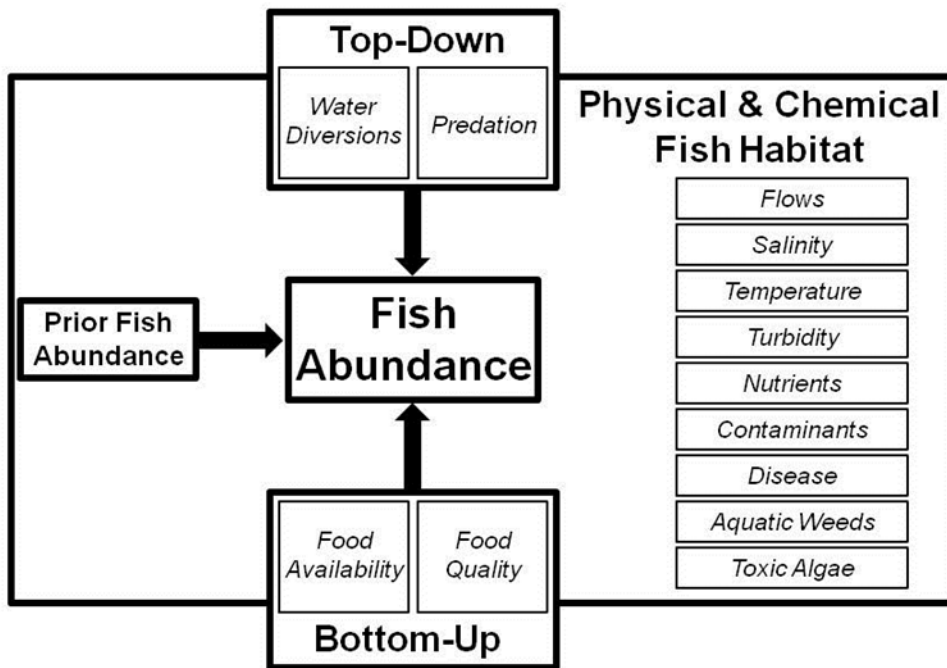 Top-Down
Water
Diversions
Predation
Physical & Chemical
Fish Habitat
Flows
Salinity
Temperature
Turbidity
Nutrients
Contaminants
Disease
Aquatic Weeds
Toxic Algae
Prior Fish
Abundance
Fish
Abundance
Food
Availability
Food
Quality
Bottom-Up